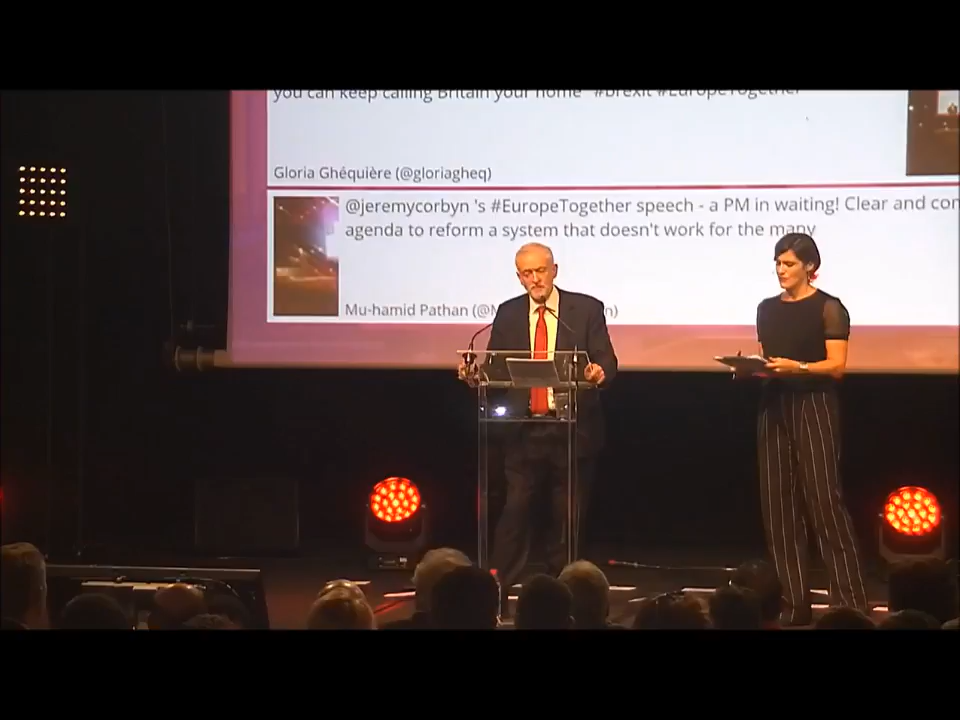 you can keep calling Britain your home" #brexit #EuropeTogether
Gloria Ghéquière (@gloriagheq)
@jeremycorbyn 's #EuropeTogether speech - a PM in waiting! Clear and con
agenda to reform a system that doesn't work for the many
Mu-hamid Pathan (@M n)